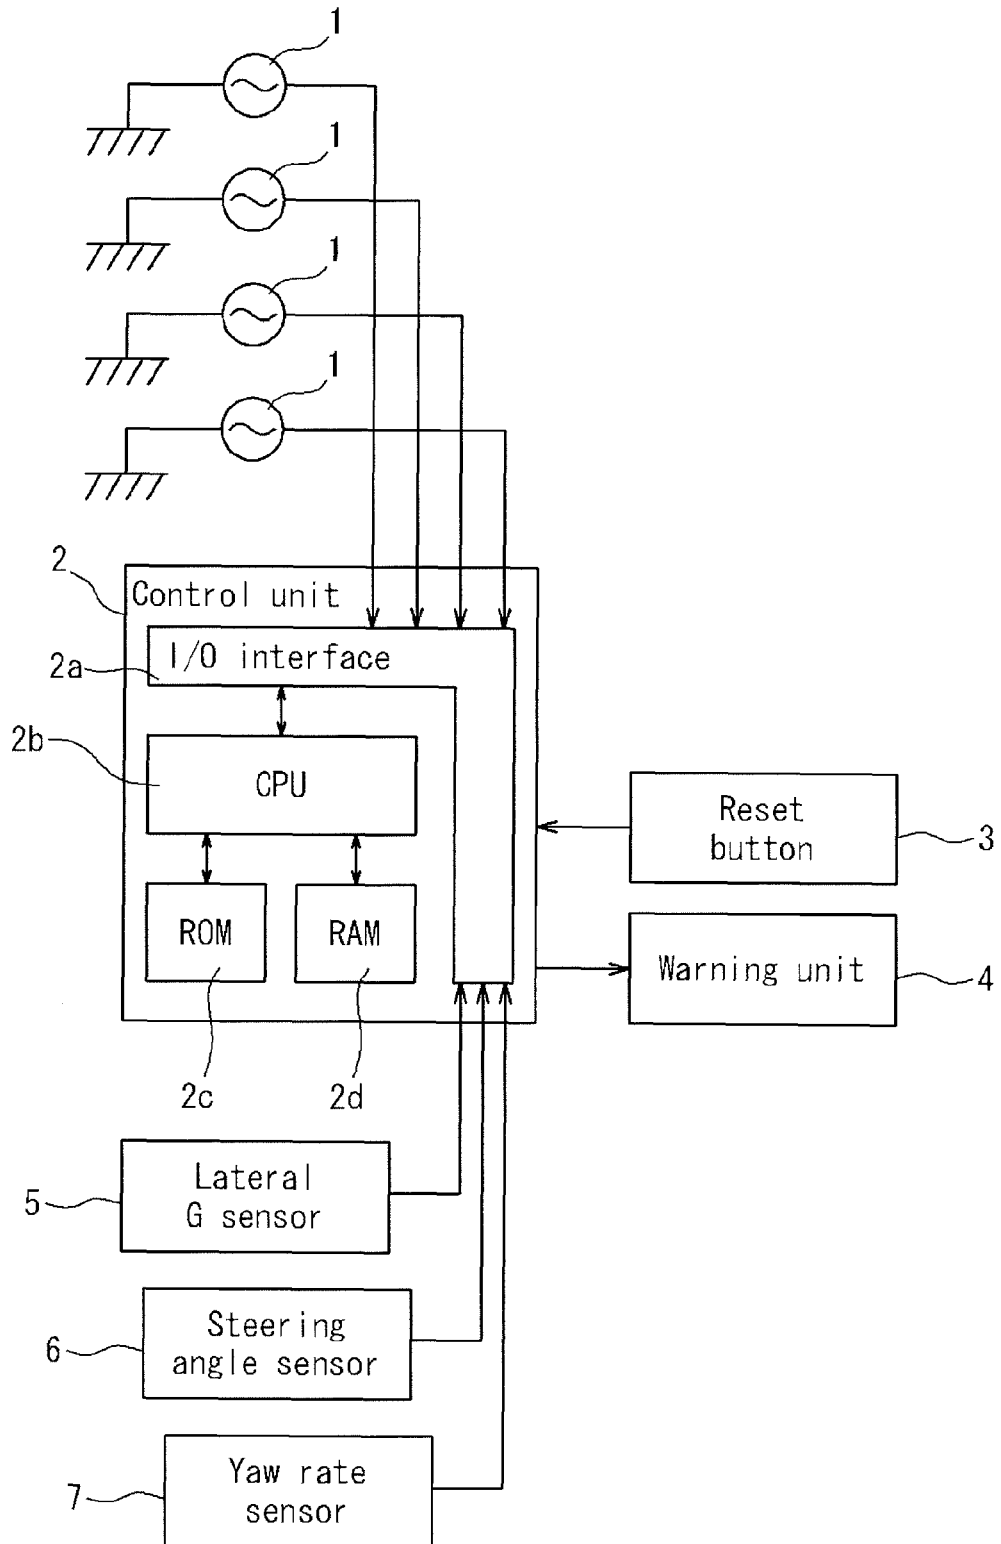 1
1
1
1
2
Control unit
I/O interface
2a
2b
CPU
Reset
button
3
ROM
RAM
Warning unit
4
2c
2d
Lateral
G sensor
5
Steering
angle sensor
6
Yaw rate
sensor
7